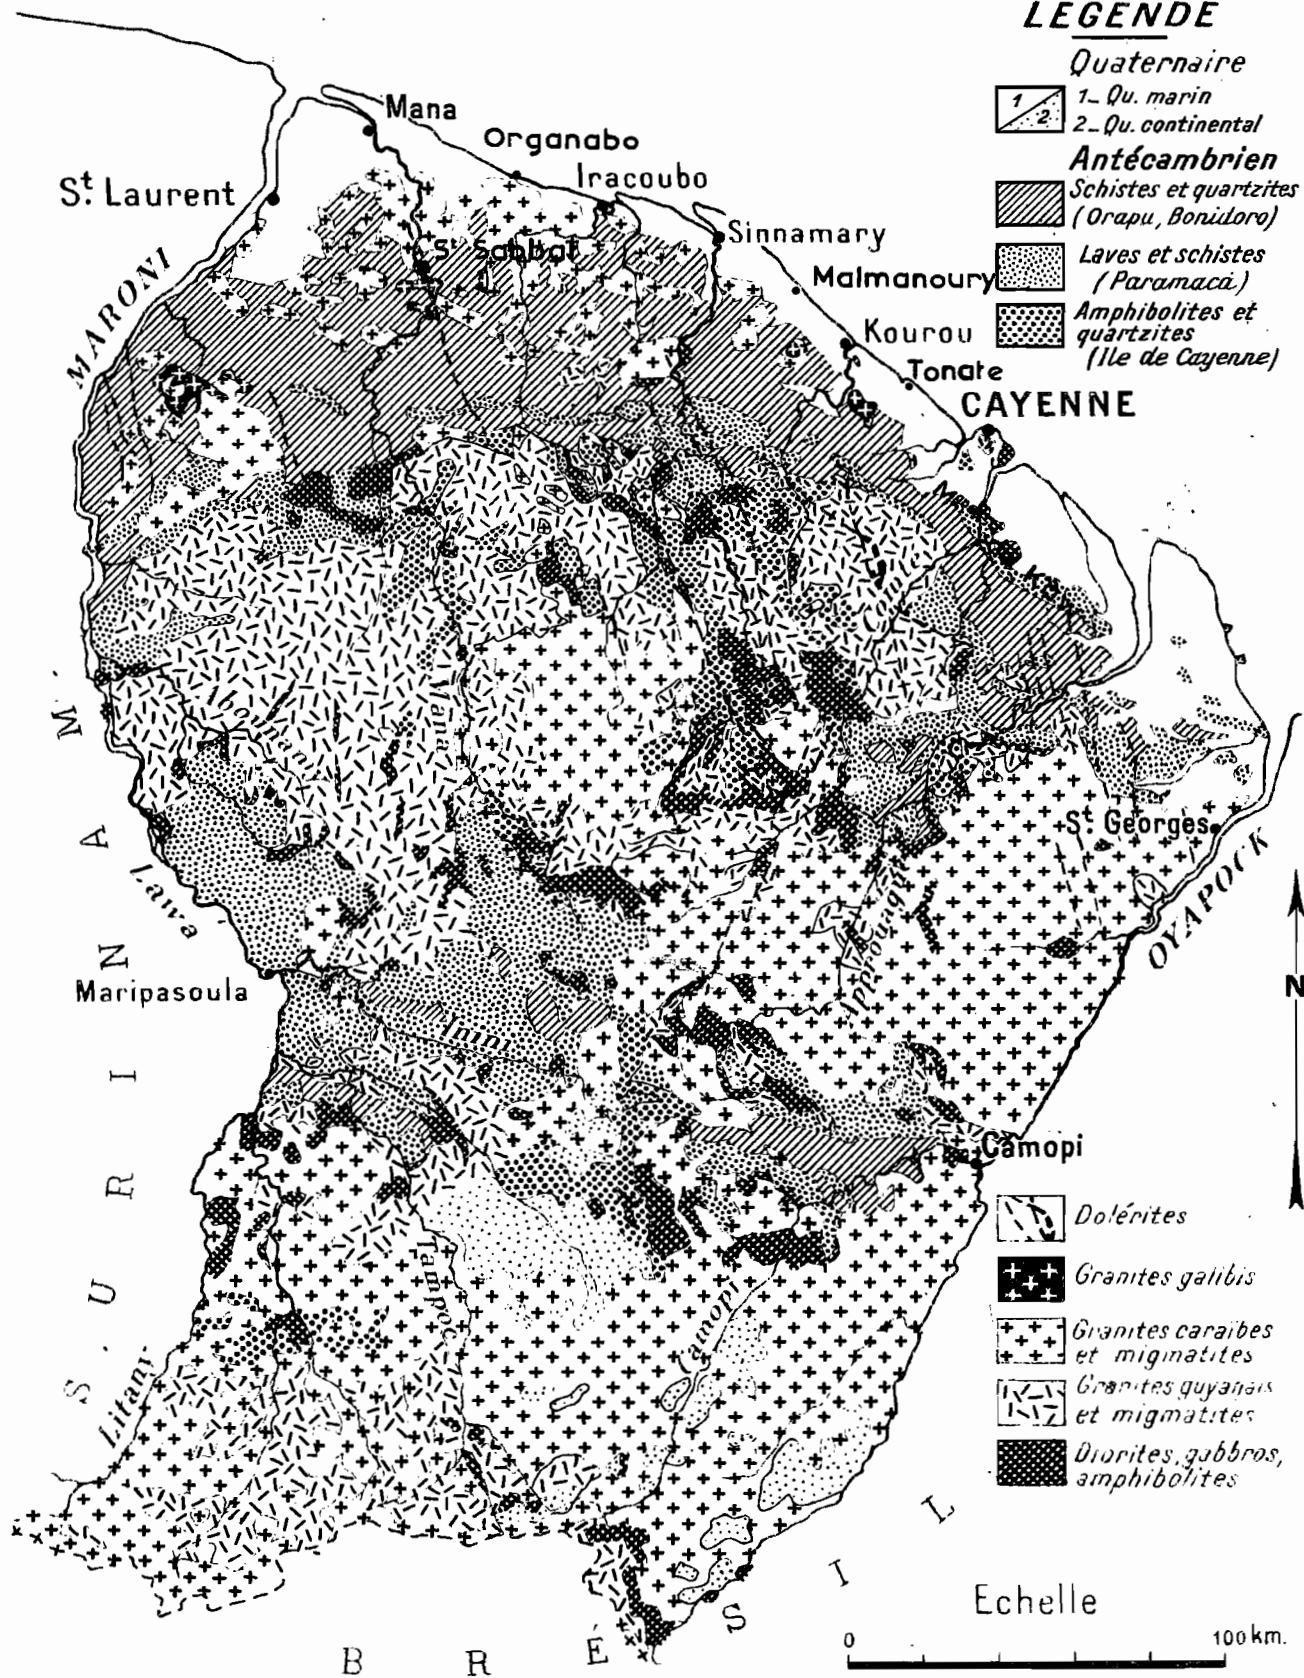 LÉGENDE
Quaternaire
1
2
1_ Qu. marin
2_ Qu. continental
Antécambrien
Schistes et quartzites
(Orapu, Bonidoro)
Laves et schistes
(Paramaca)
Amphibolites et
quartzites
(Ile de Cayenne)
Mana
Organabo
Iracoubo
St. Laurent
St Sabbat
Sinnamary
Malmanoury
MARONI
Kourou
Tonate
CAYENNE
Mana
St. Georges
OYAPOCK
Lawa
Approuague
Maripasoula
Inini
N
Camopi
Tampoc
Camopi
Litani
SURINAM
BRÉSIL
Dolérites
Granites galibis
Granites caraïbes
et migmatites
Granites guyanais
et migmatites
Diorites, gabbros,
amphibolites
Echelle
0
100 km.